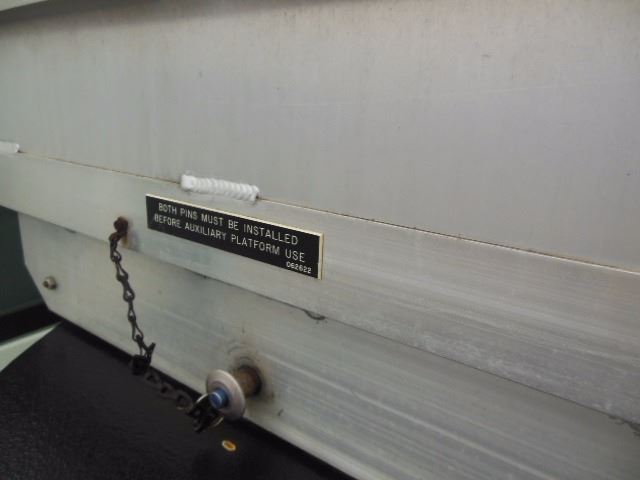 BOTH PINS MUST BE INSTALLED
BEFORE AUXILIARY PLATFORM USE
062622